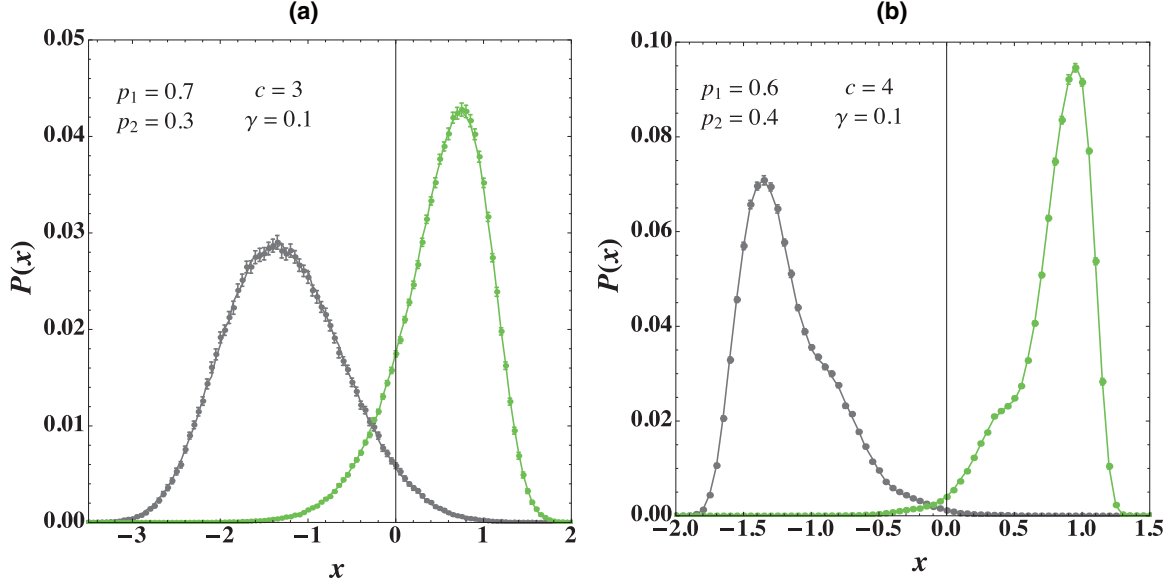 (a)
0.05
0.04
0.03
0.02
0.01
0.00
P(x)
p₁ = 0.7 c = 3
p₂ = 0.3 γ = 0.1
−3 −2 −1 0 1 2
x
(b)
0.10
0.08
0.06
0.04
0.02
0.00
P(x)
p₁ = 0.6 c = 4
p₂ = 0.4 γ = 0.1
−2.0 −1.5 −1.0 −0.5 0.0 0.5 1.0 1.5
x